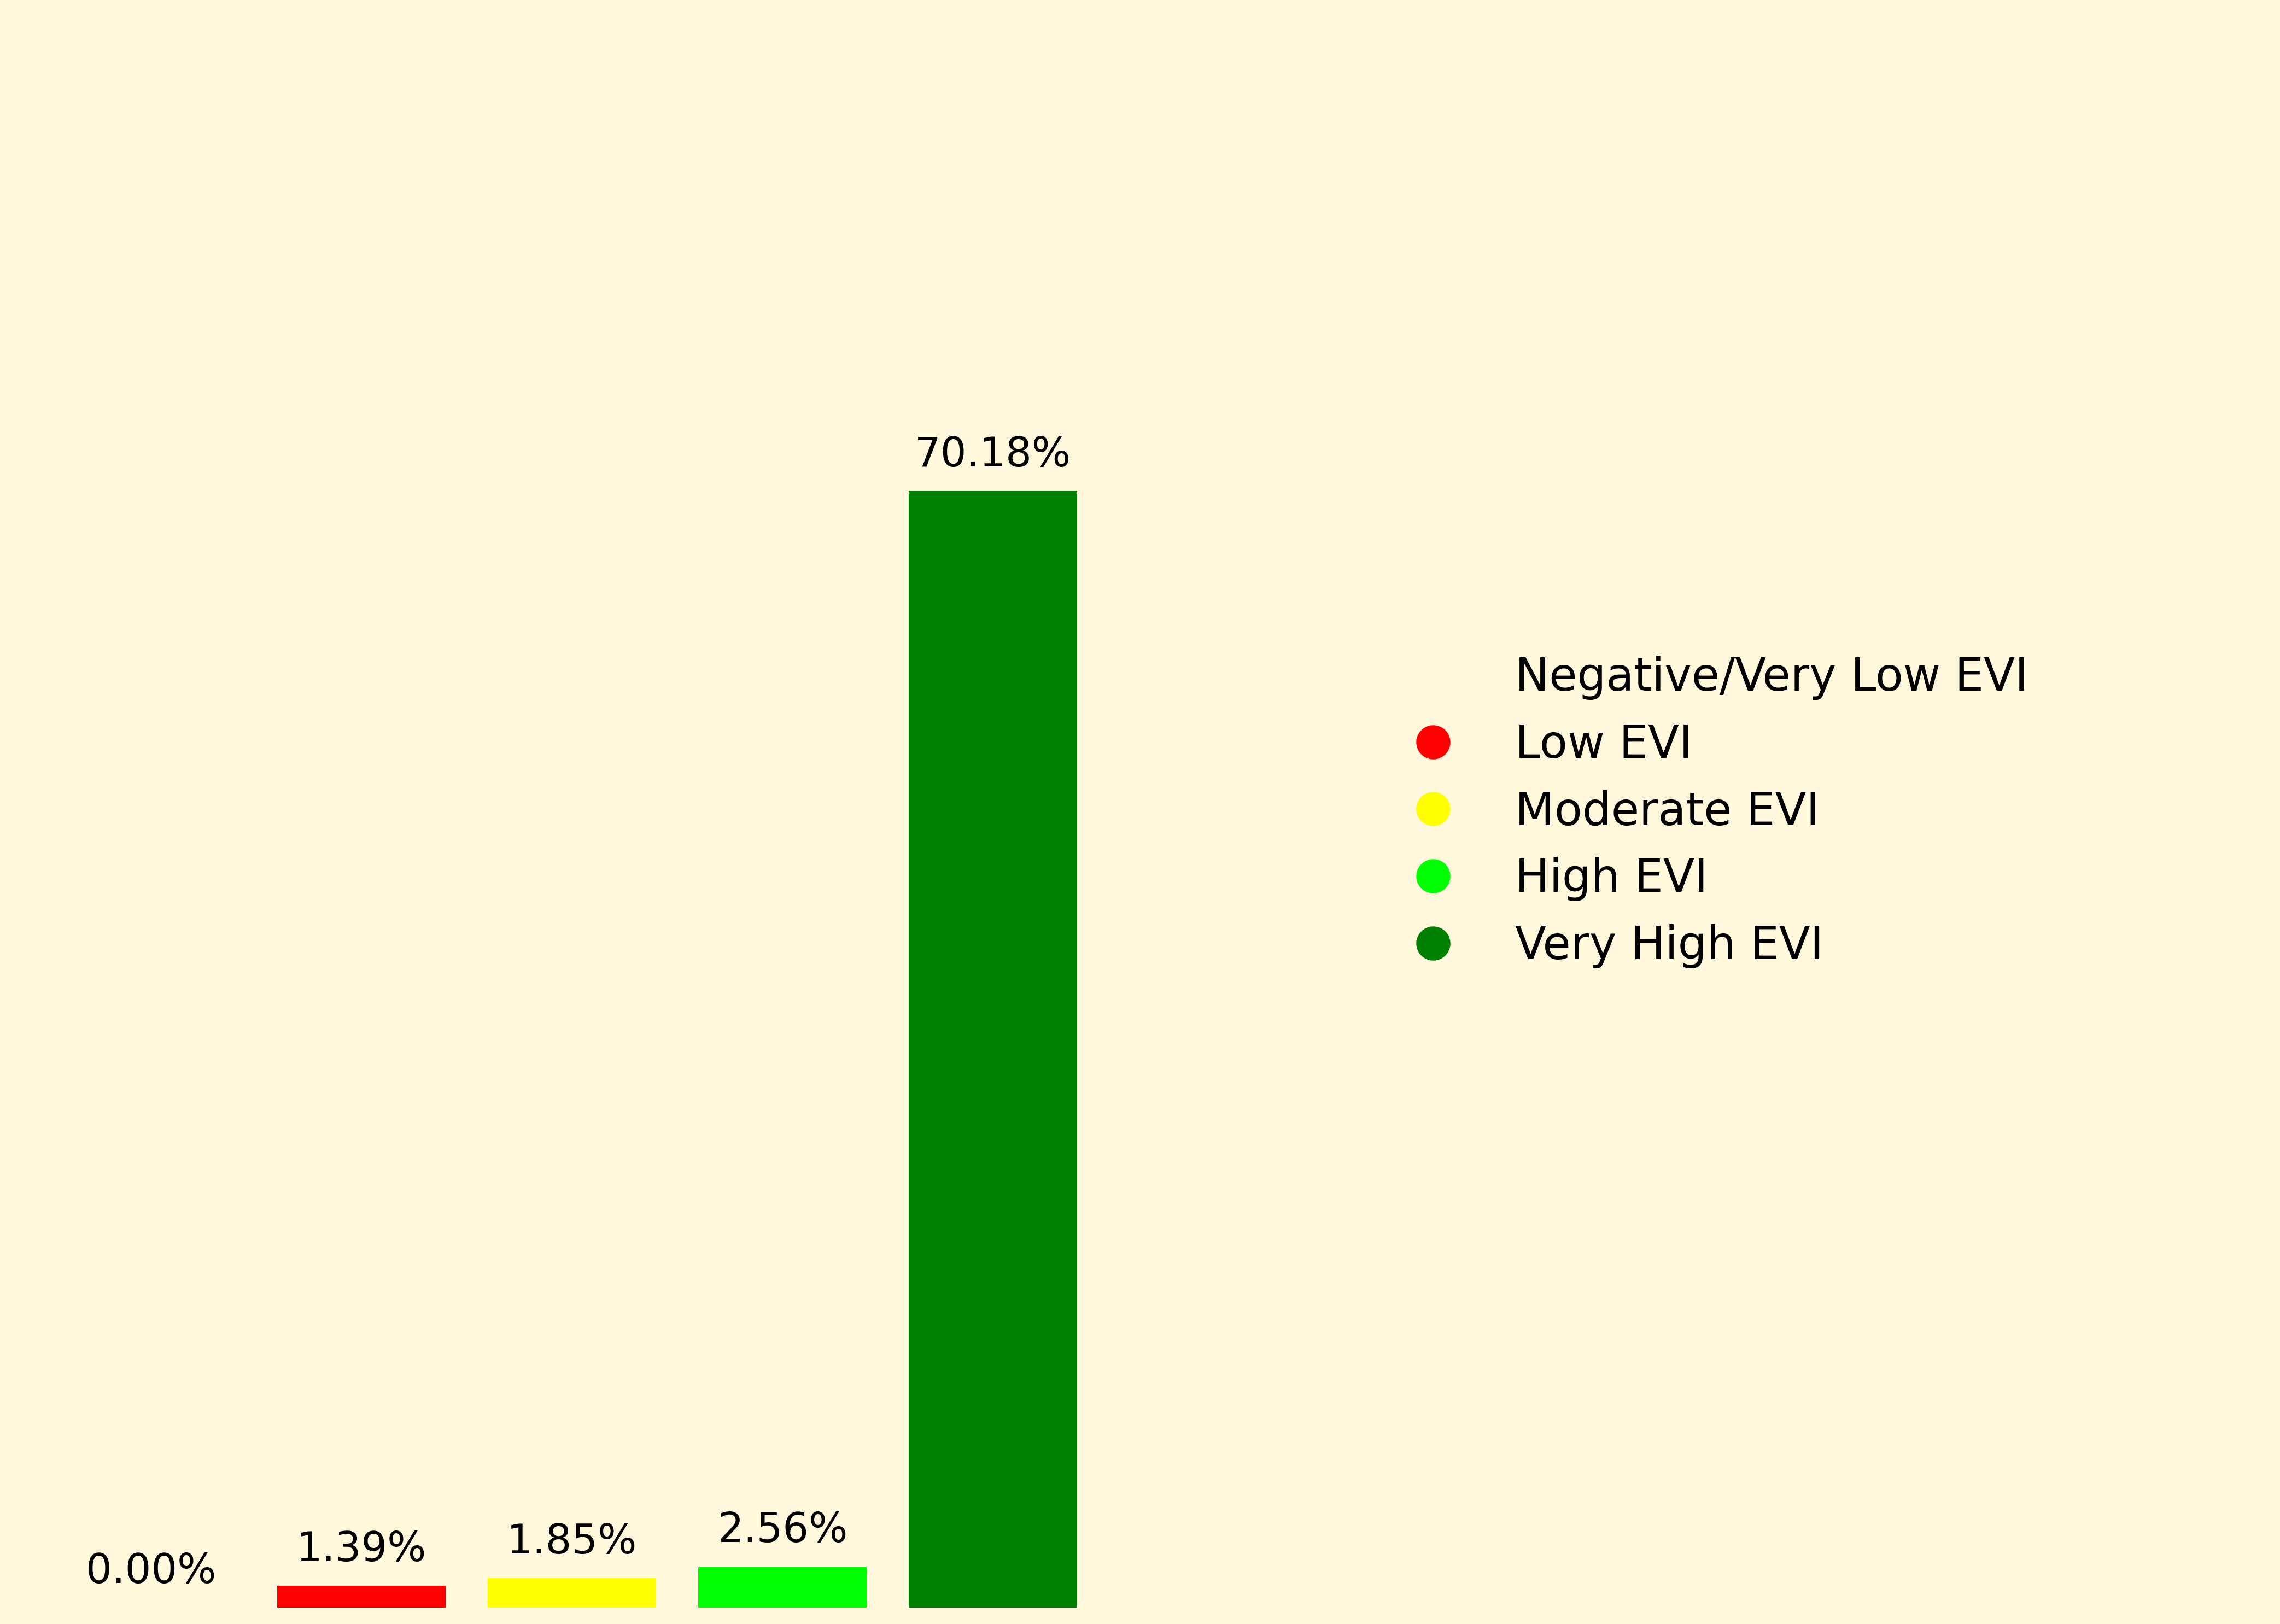 70.18%
Negative/Very Low EVI
Low EVI
Moderate EVI
High EVI
Very High EVI
0.00%
1.39%
1.85%
2.56%